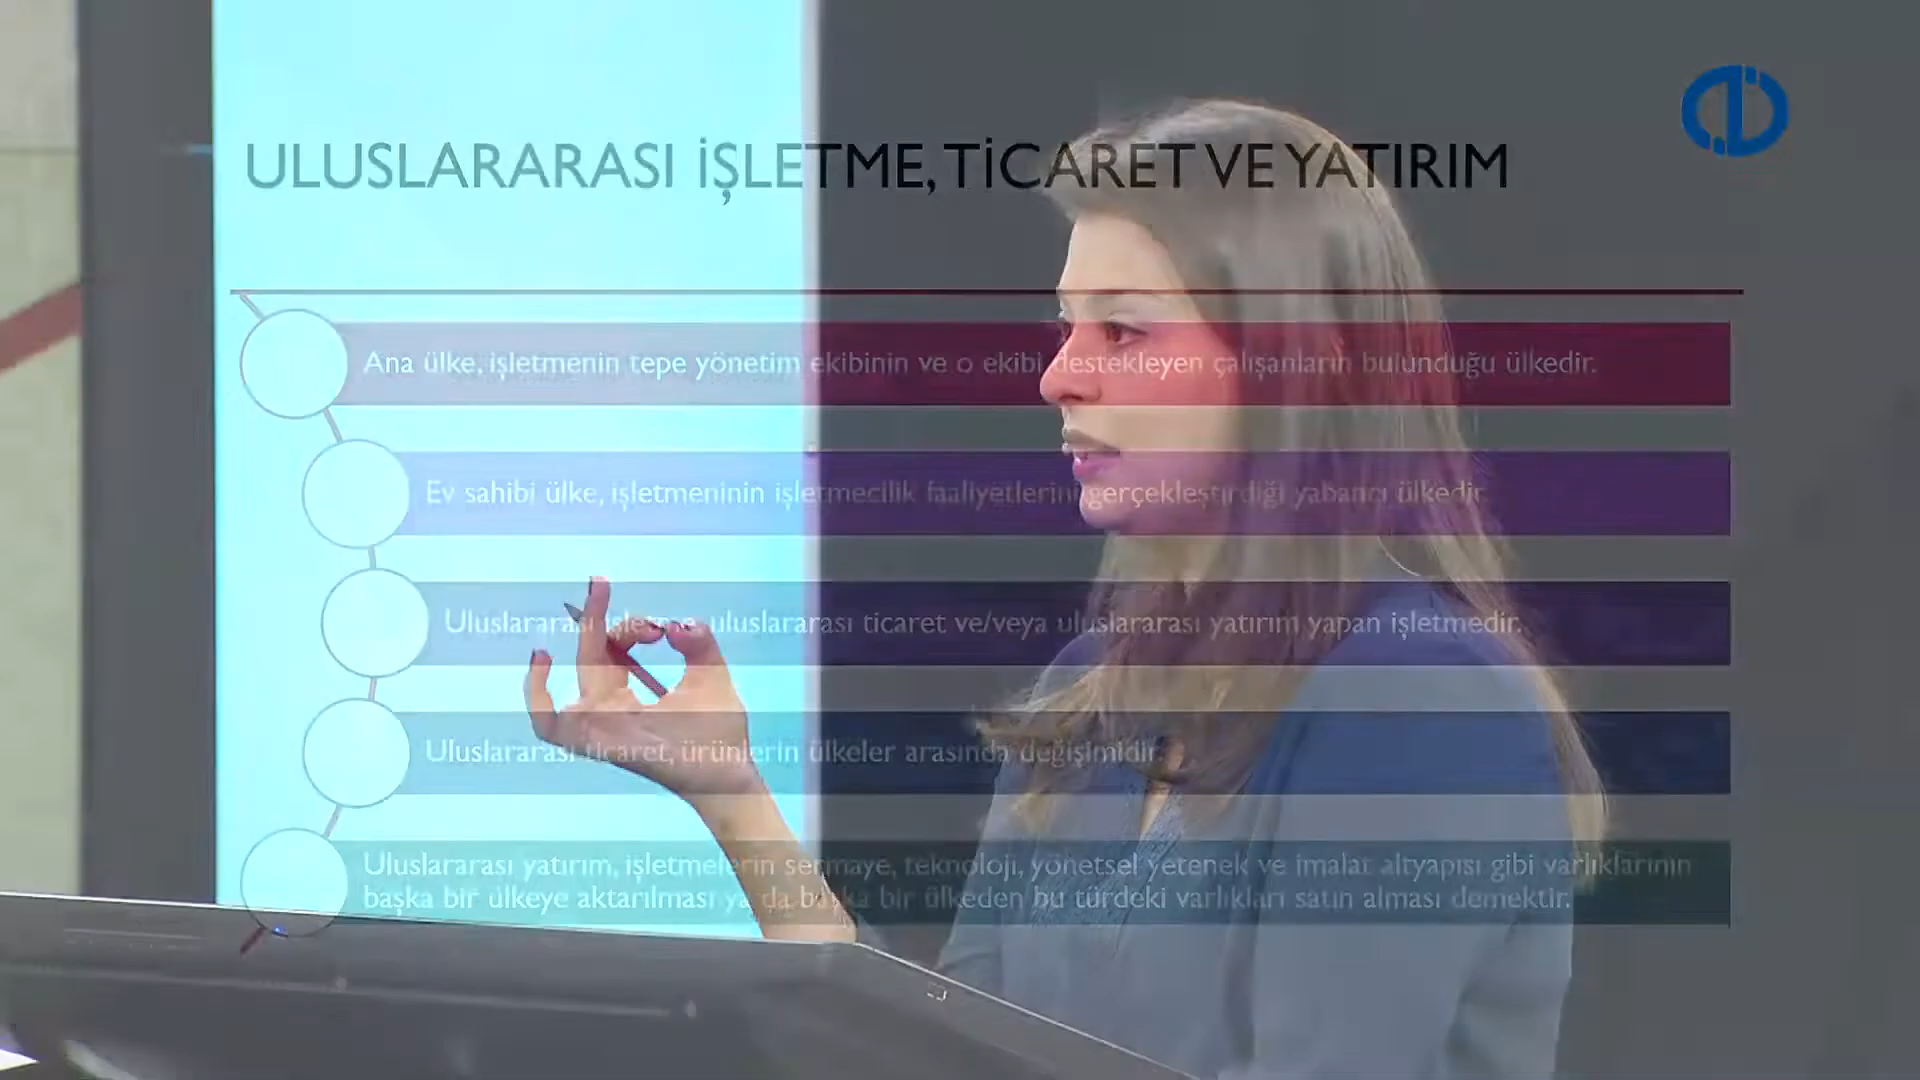 ULUSLARARASI İŞLETME, TİCARET VE YATIRIM
Ana ülke, işletmenin tepe yönetim ekibinin ve o ekibi destekleyen çalışanların bulunduğu ülkedir.
Ev sahibi ülke, işletmeninin işletmecilik faaliyetlerini gerçekleştirdiği yabancı ülkedir.
Uluslararası işletme, uluslararası ticaret ve/veya uluslararası yatırım yapan işletmedir.
Uluslararası ticaret, ürünlerin ülkeler arasında değişimidir.
Uluslararası yatırım, işletmelerin sermaye, teknoloji, yönetsel yetenek ve imalat altyapısı gibi varlıklarının
başka bir ülkeye aktarılması ya da başka bir ülkeden bu türdeki varlıkları satın alması demektir.